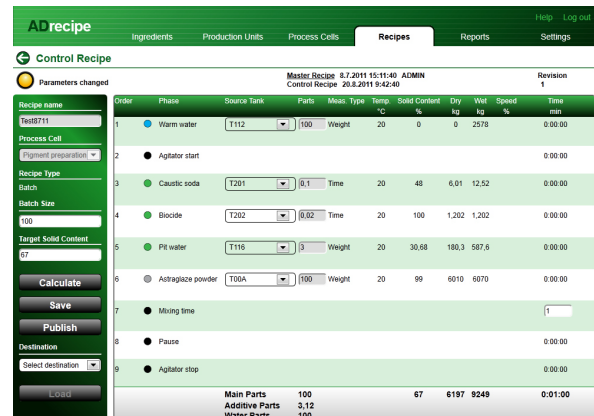 ADrecipe
Help Log out
Ingredients Production Units Process Cells Recipes Reports Settings
Control Recipe
Parameters changed
Master Recipe 8.7.2011 15:11:40 ADMIN
Control Recipe 20.8.2011 9:42:40
Revision
1
Recipe name
Test8711
Process Cell
Pigment preparation
Recipe Type
Batch
Batch Size
100
Target Solid Content
67
Calculate
Save
Publish
Destination
Select destination
Load
Order Phase Source Tank Parts Meas. Type Temp. °C Solid Content % Dry kg Wet kg Speed % Time min
1 Warm water T112 100 Weight 20 0 0 2578 0:00:00
2 Agitator start 0:00:00
3 Caustic soda T201 0,1 Time 20 48 6,01 12,52 0:00:00
4 Biocide T202 0,02 Time 20 100 1,202 1,202 0:00:00
5 Pit water T116 3 Weight 20 30,68 180,3 587,6 0:00:00
6 Astraglaze powder T00A 100 Weight 20 99 6010 6070 0:00:00
7 Mixing time 1
8 Pause 0:00:00
9 Agitator stop 0:00:00
Main Parts 100 67 6197 9249 0:01:00
Additive Parts 3,12
Water Parts 100